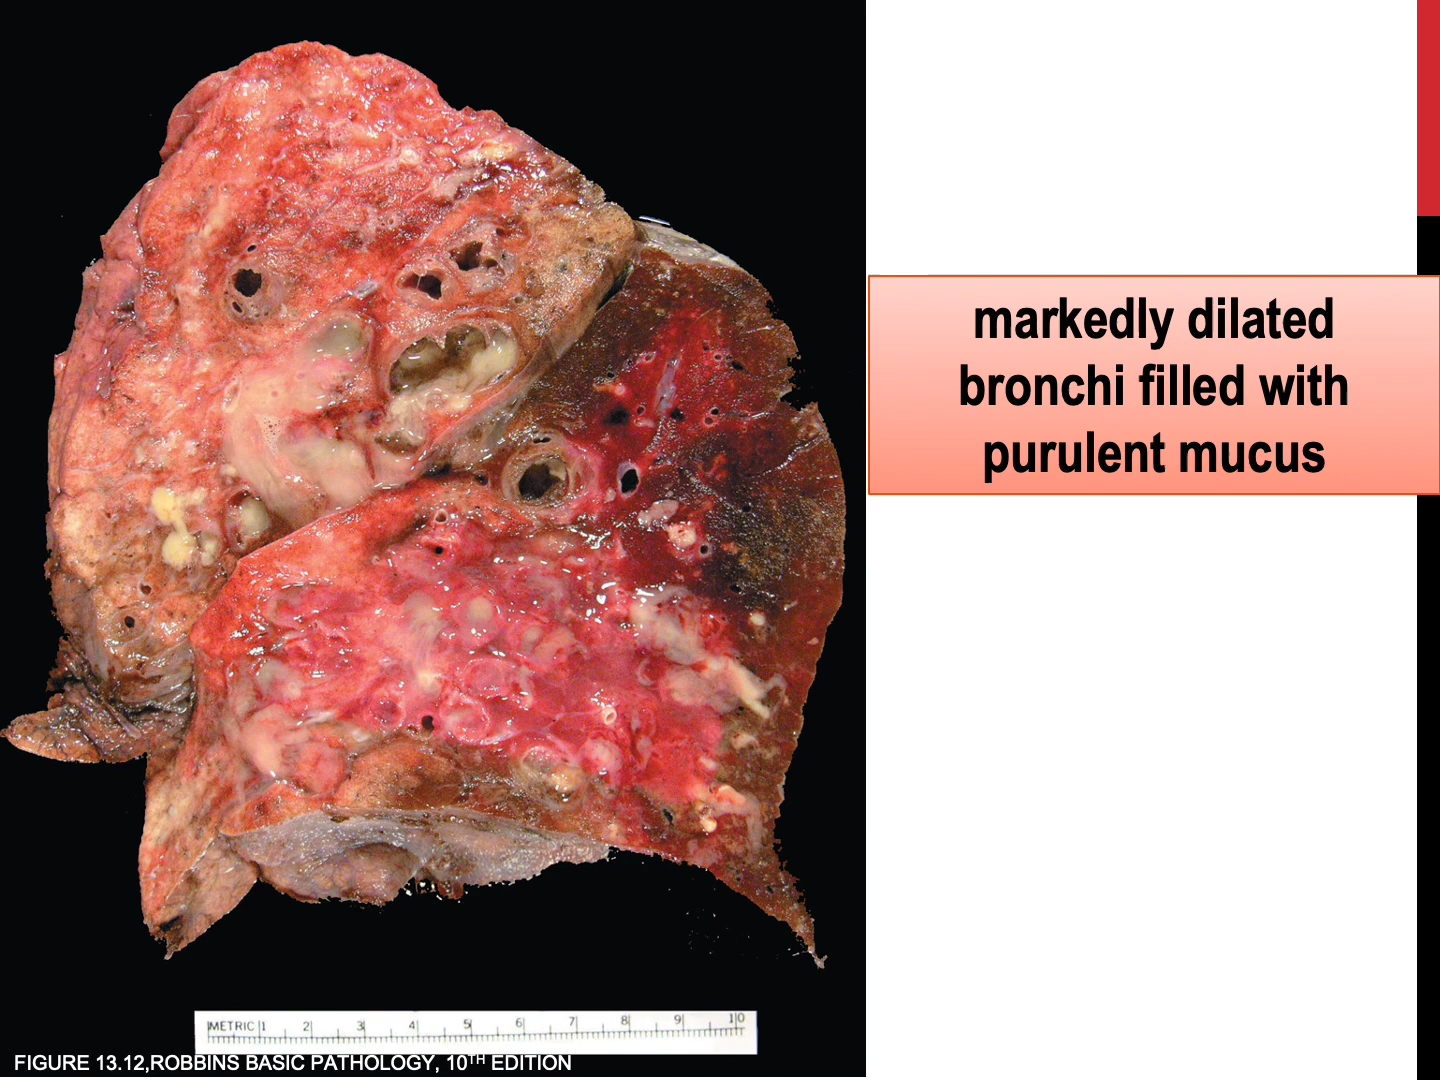 markedly dilated
bronchi filled with
purulent mucus
METRIC 1 2 3 4 5 6 7 8 9 10
FIGURE 13.12,ROBBINS BASIC PATHOLOGY, 10TH EDITION